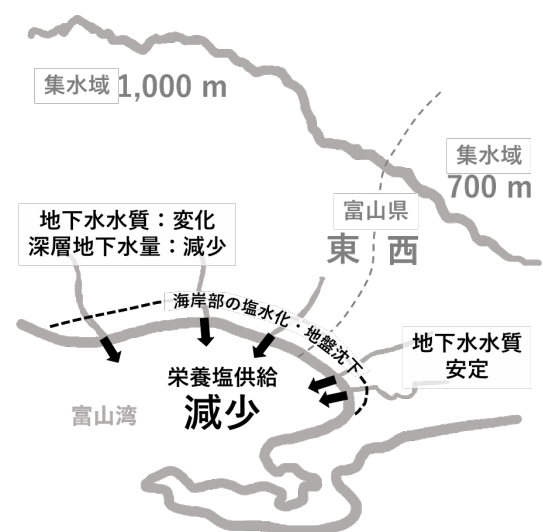 集水域 1,000 m
集水域
700 m
富山県
東 西
地下水水質：変化
深層地下水量：減少
海岸部の塩水化・地盤沈下
地下水水質
安定
栄養塩供給
減少
富山湾